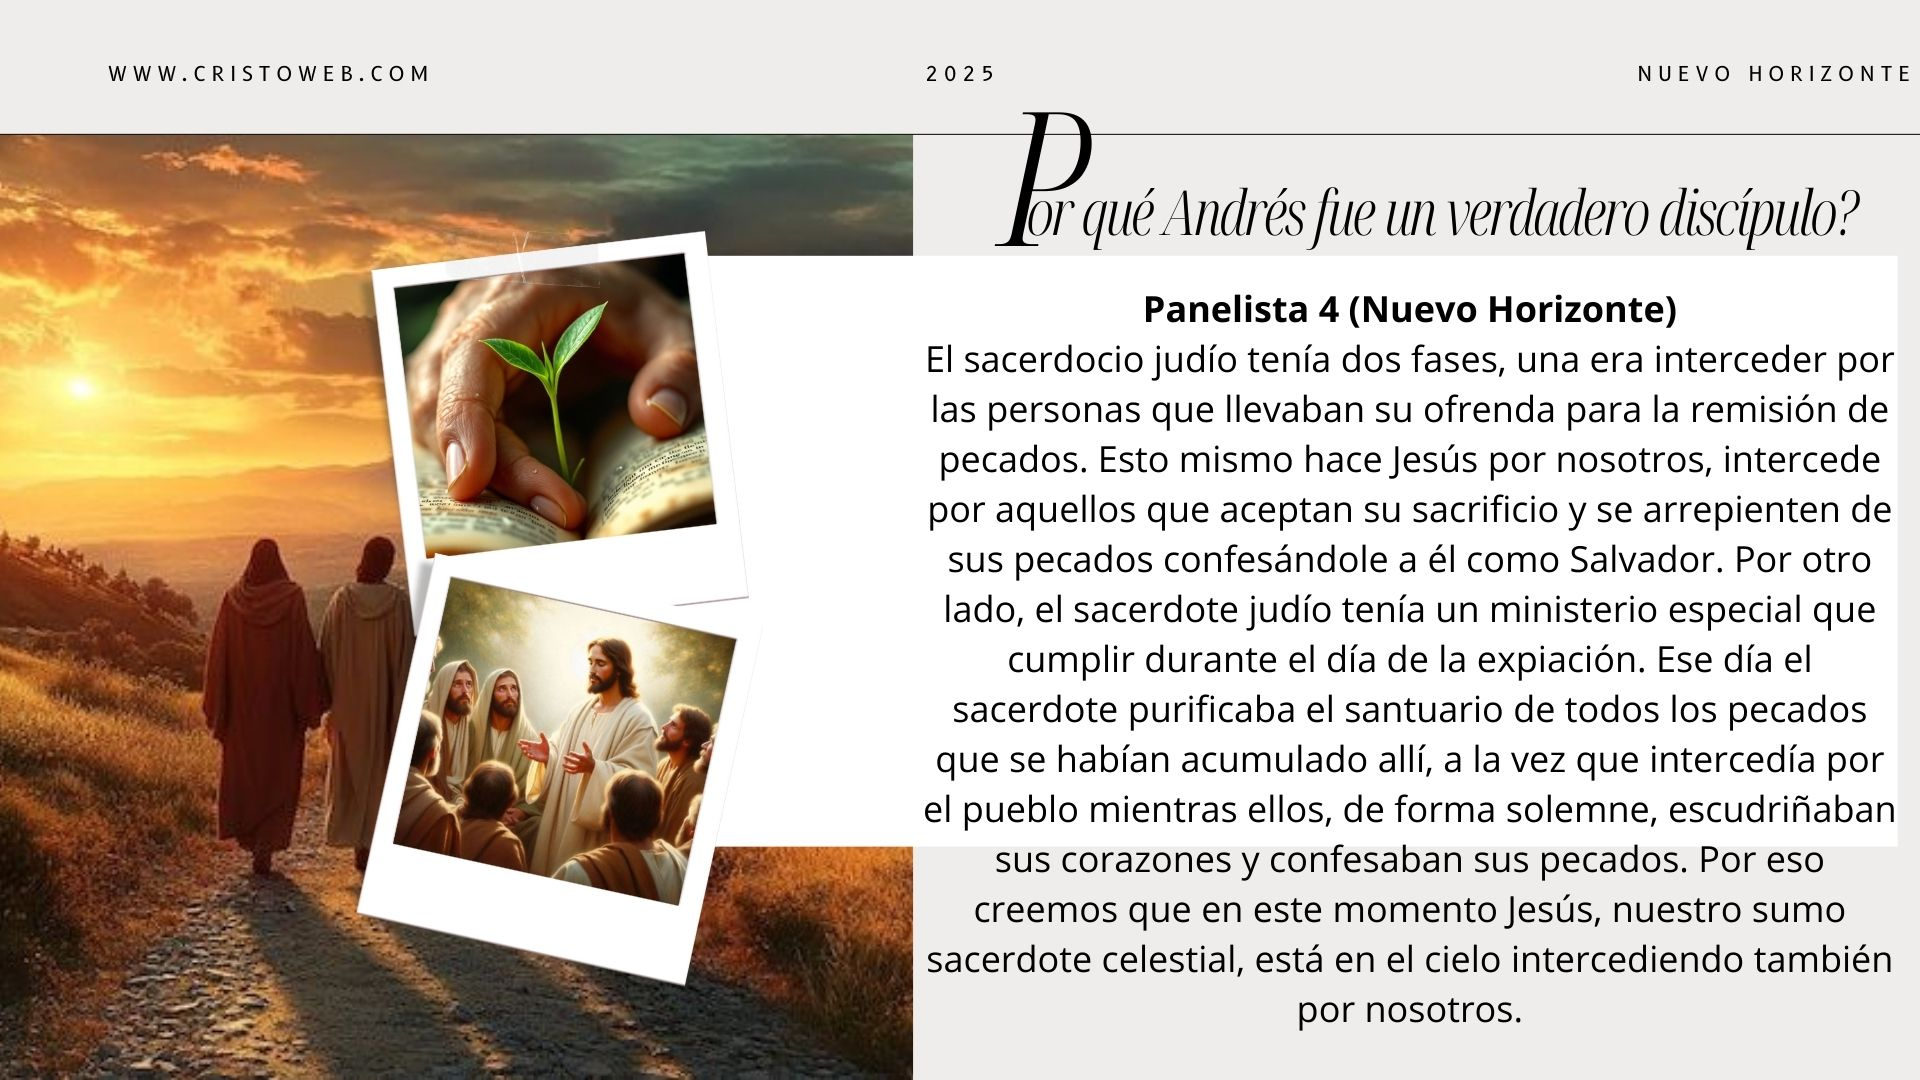 WWW.CRISTOWEB.COM
2025
NUEVO HORIZONTE
Por qué Andrés fue un verdadero discípulo?
Panelista 4 (Nuevo Horizonte)
El sacerdocio judío tenía dos fases, una era interceder por
las personas que llevaban su ofrenda para la remisión de
pecados. Esto mismo hace Jesús por nosotros, intercede
por aquellos que aceptan su sacrificio y se arrepienten de
sus pecados confesándole a él como Salvador. Por otro
lado, el sacerdote judío tenía un ministerio especial que
cumplir durante el día de la expiación. Ese día el
sacerdote purificaba el santuario de todos los pecados
que se habían acumulado allí, a la vez que intercedía por
el pueblo mientras ellos, de forma solemne, escudriñaban
sus corazones y confesaban sus pecados. Por eso
creemos que en este momento Jesús, nuestro sumo
sacerdote celestial, está en el cielo intercediendo también
por nosotros.